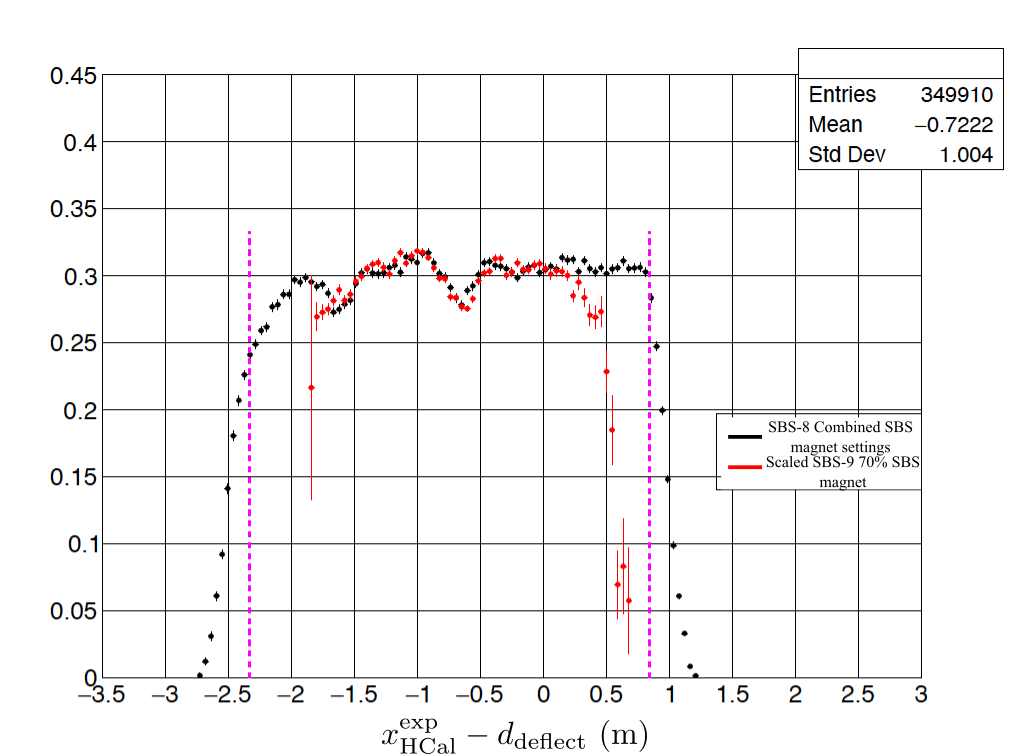 Entries 349910
Mean −0.7222
Std Dev 1.004
0.45
0.4
0.35
0.3
0.25
0.2
0.15
0.1
0.05
0
SBS-8 Combined SBS
magnet settings
Scaled SBS-9 70% SBS
magnet
−3.5 −3 −2.5 −2 −1.5 −1 −0.5 0 0.5 1 1.5 2 2.5 3
x_HCal^exp − d_deflect (m)